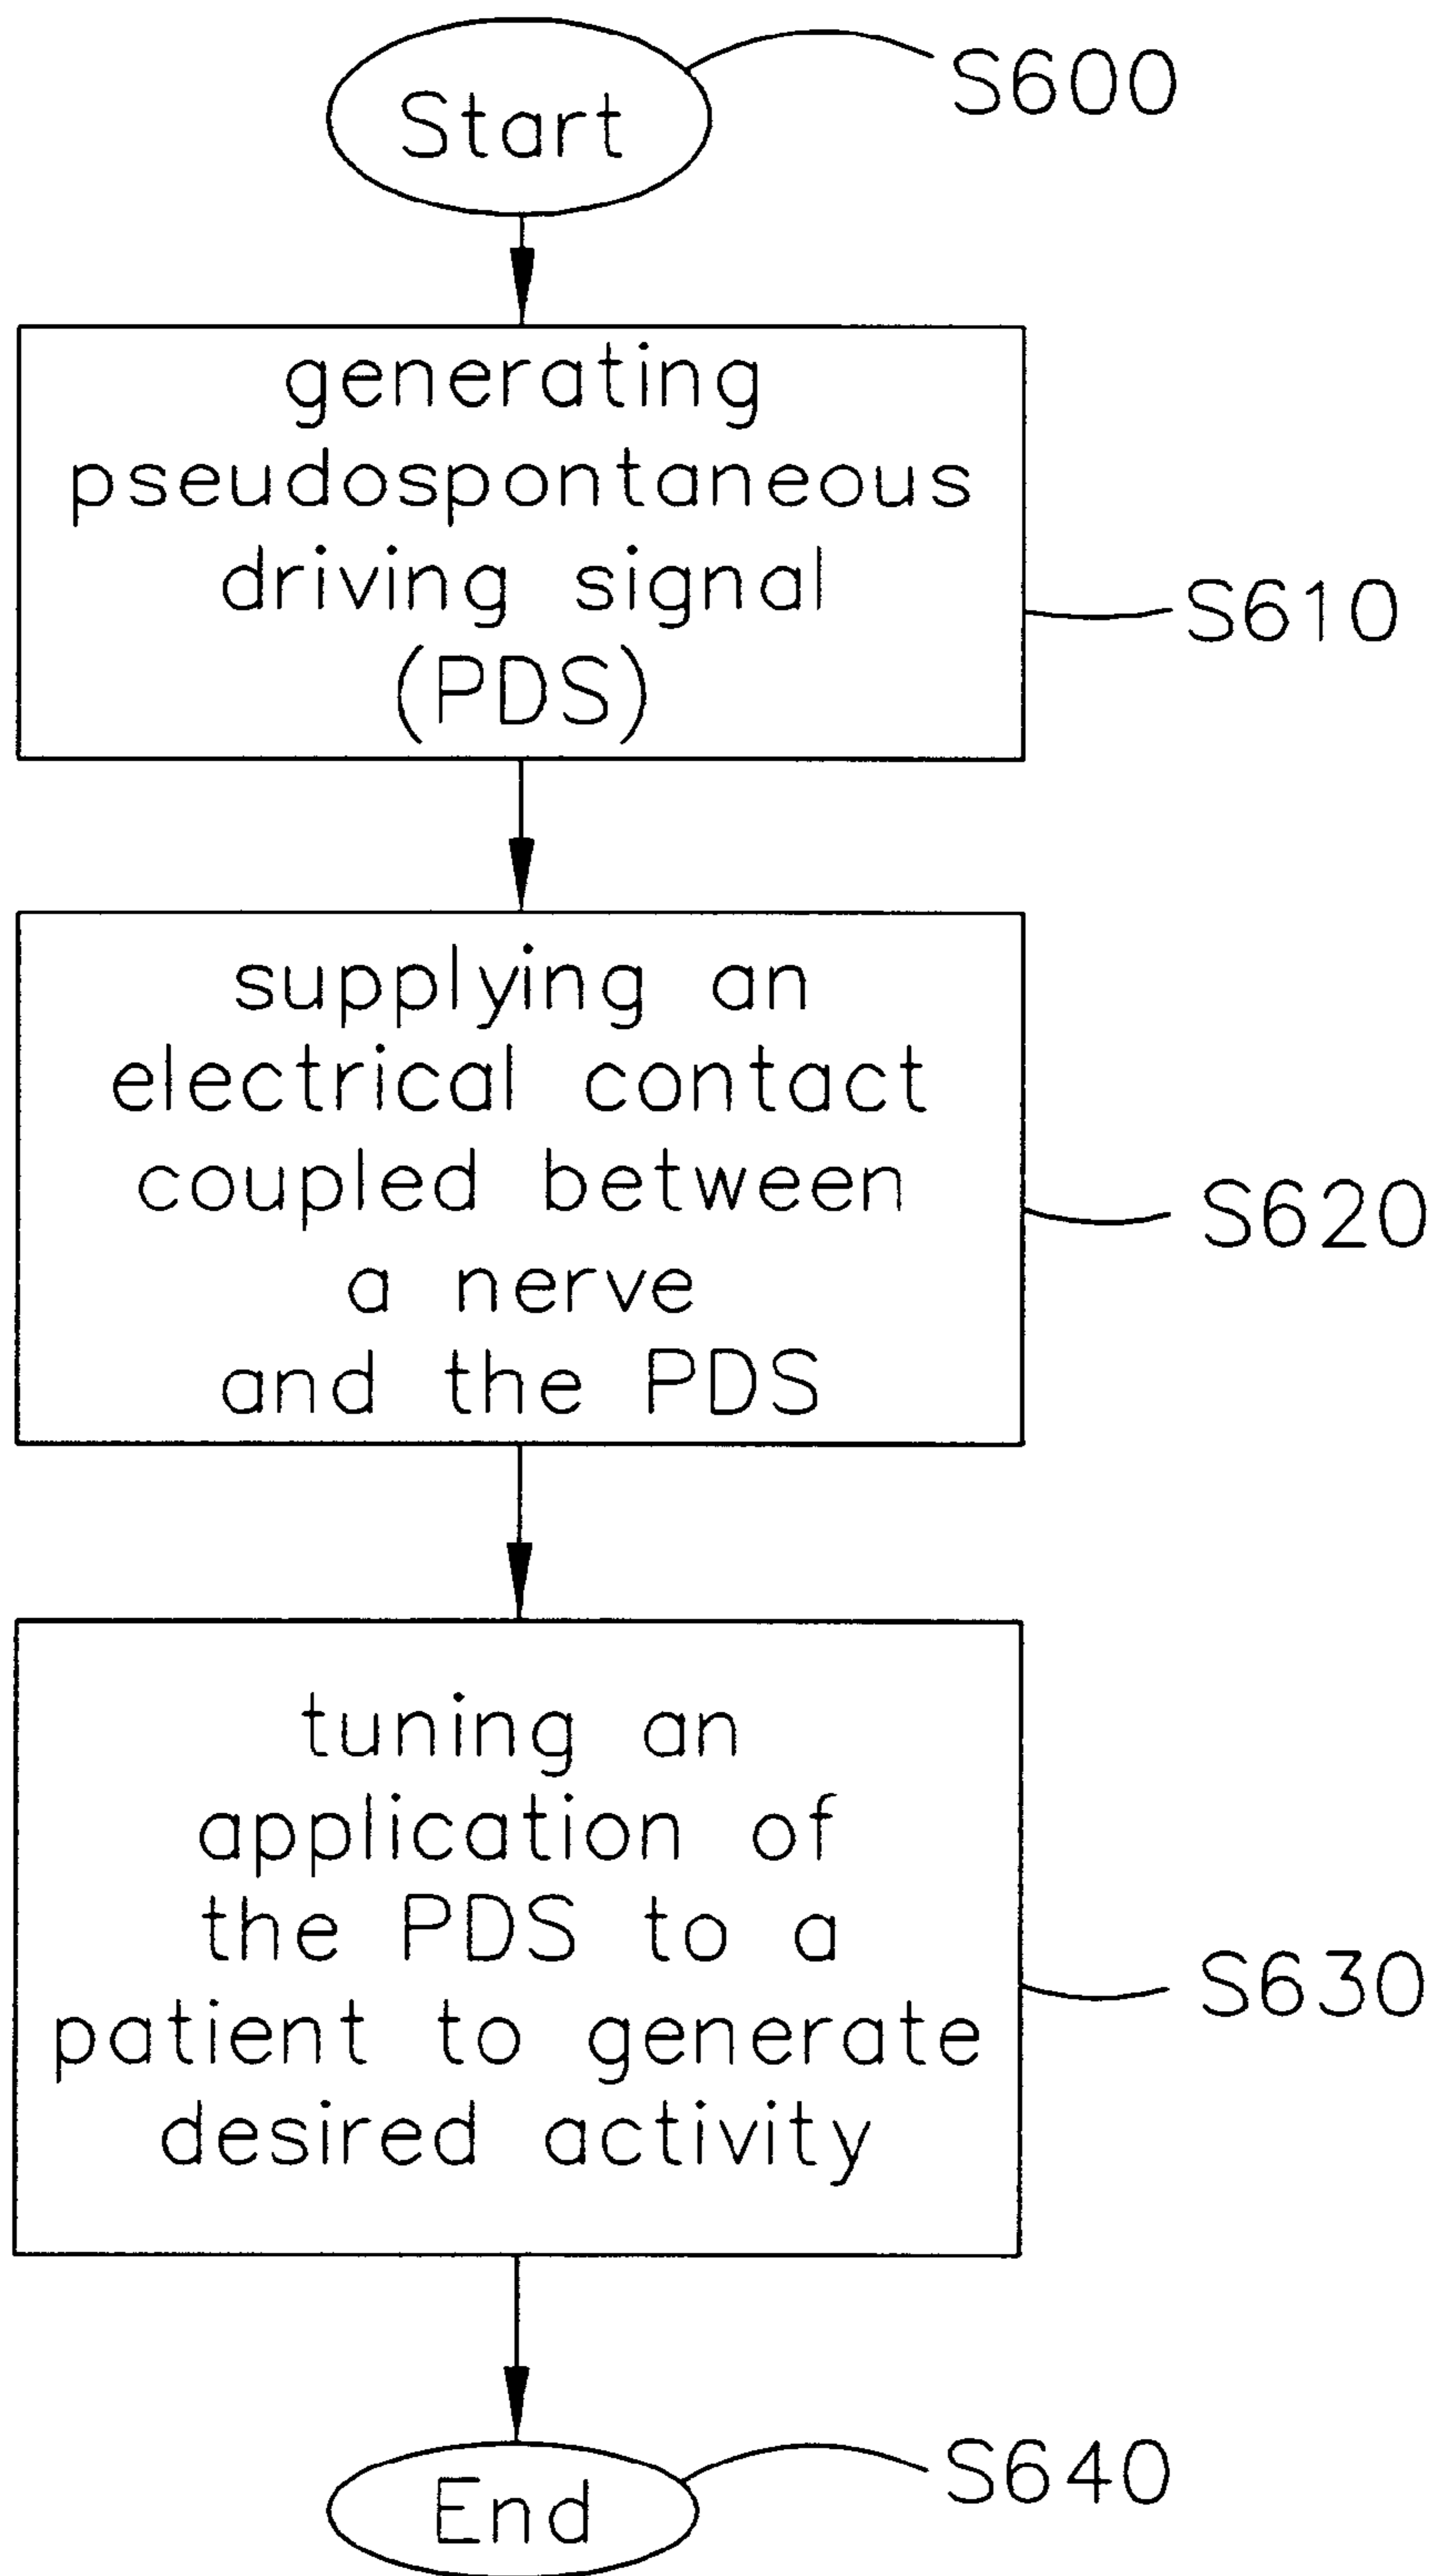 Start
S600
generating
pseudospontaneous
driving signal
(PDS)
S610
supplying an
electrical contact
coupled between
a nerve
and the PDS
S620
tuning an
application of
the PDS to a
patient to generate
desired activity
S630
End
S640